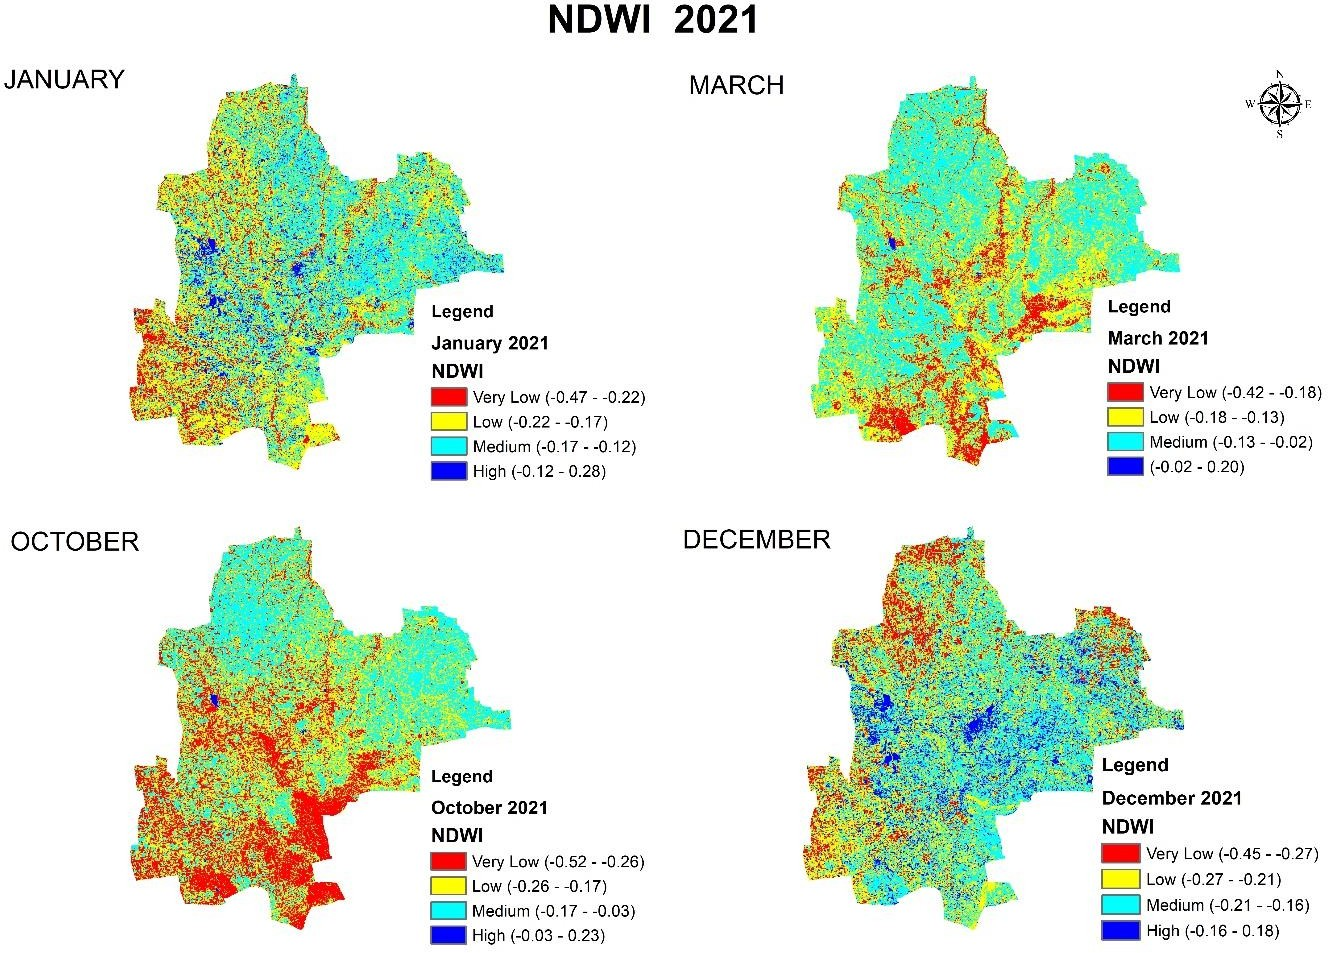 NDWI 2021
JANUARY
MARCH
N
W E
S
Legend
January 2021
NDWI
Very Low (-0.47 - -0.22)
Low (-0.22 - -0.17)
Medium (-0.17 - -0.12)
High (-0.12 - 0.28)
Legend
March 2021
NDWI
Very Low (-0.42 - -0.18)
Low (-0.18 - -0.13)
Medium (-0.13 - -0.02)
(-0.02 - 0.20)
OCTOBER
DECEMBER
Legend
October 2021
NDWI
Very Low (-0.52 - -0.26)
Low (-0.26 - -0.17)
Medium (-0.17 - -0.03)
High (-0.03 - 0.23)
Legend
December 2021
NDWI
Very Low (-0.45 - -0.27)
Low (-0.27 - -0.21)
Medium (-0.21 - -0.16)
High (-0.16 - 0.18)